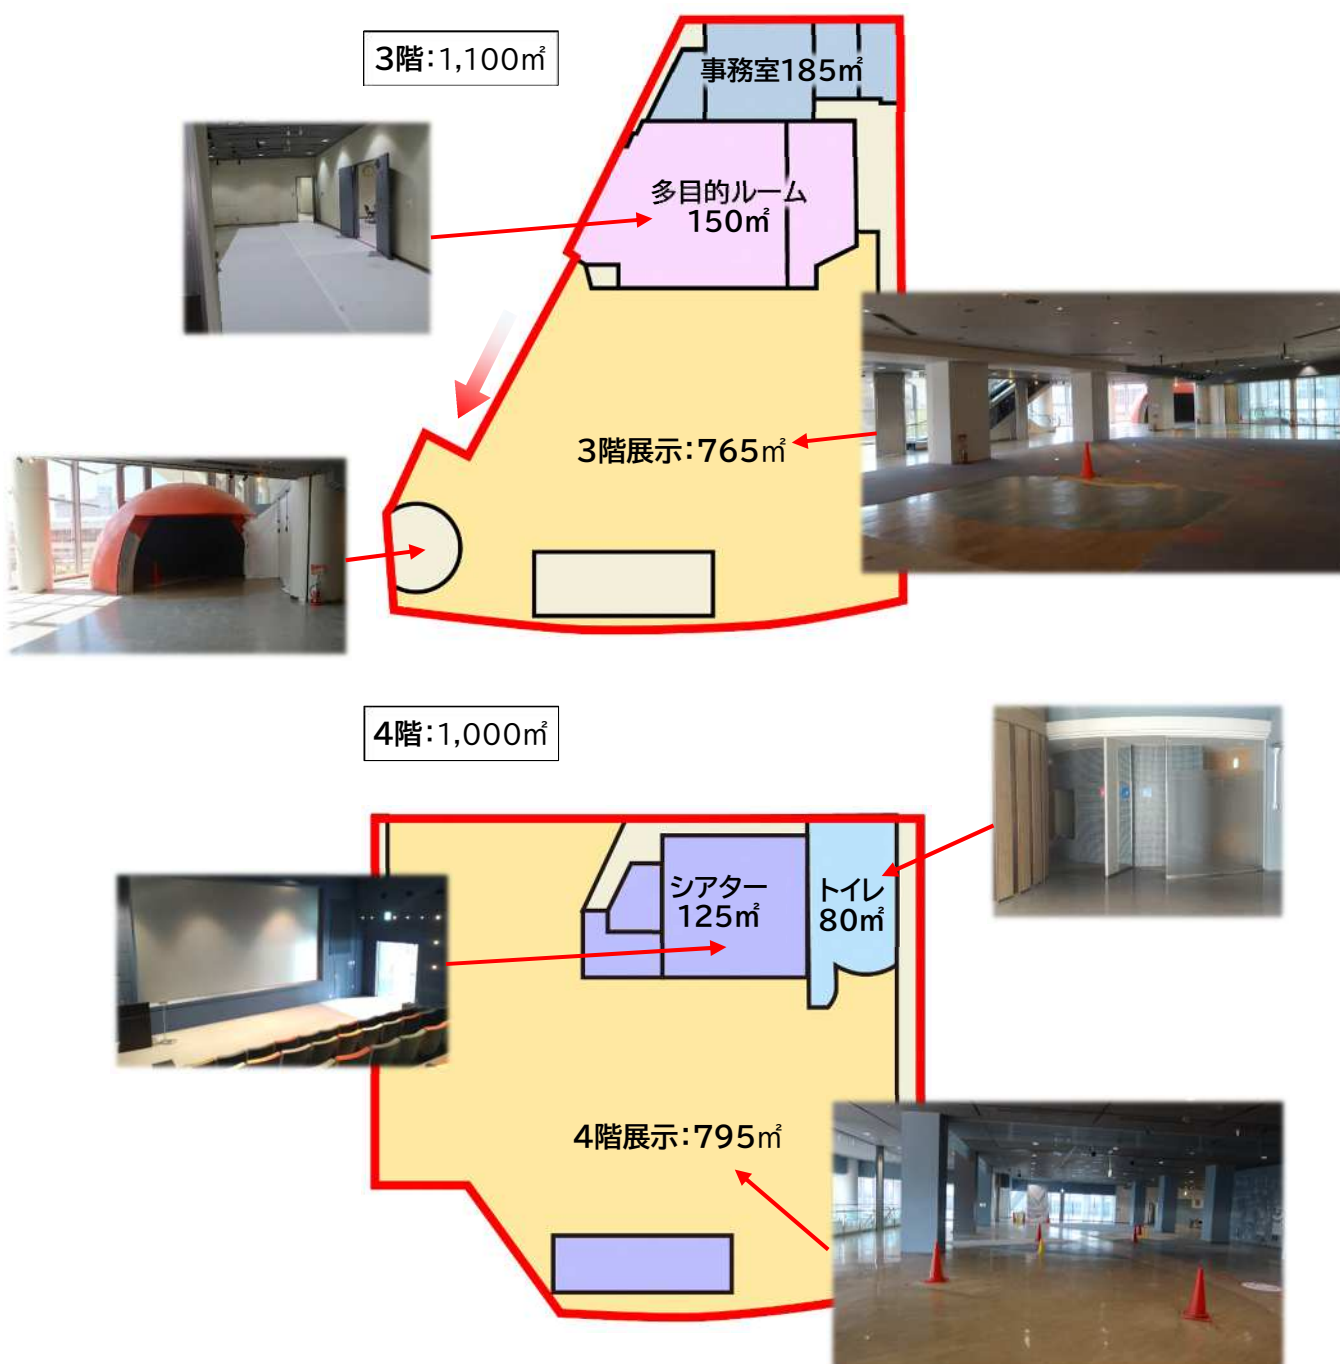 3階:1,100㎡
事務室185㎡
多目的ルーム
150㎡
3階展示:765㎡
4階:1,000㎡
シアター
125㎡
トイレ
80㎡
4階展示:795㎡